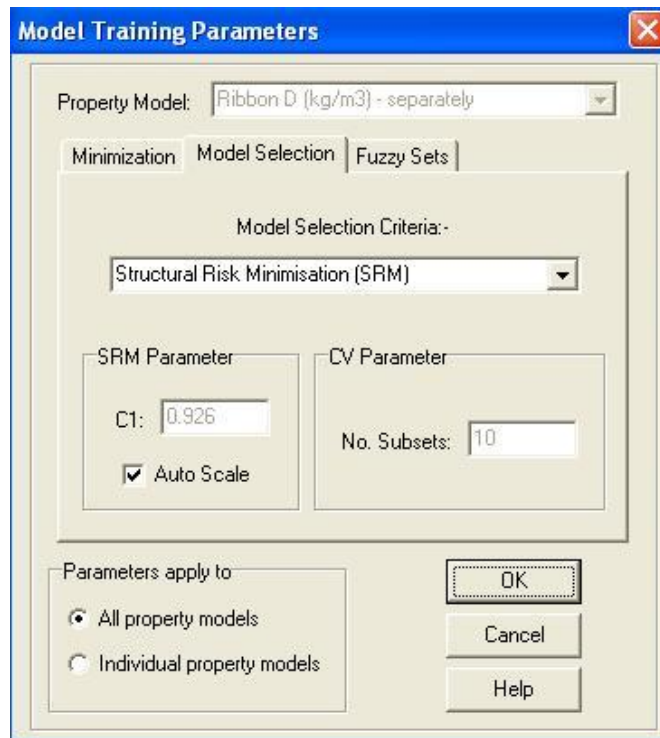 Model Training Parameters
Property Model: Ribbon D (kg/m3) - separately
Minimization Model Selection Fuzzy Sets
Model Selection Criteria:-
Structural Risk Minimisation (SRM)
SRM Parameter
C1: 0.926
Auto Scale
CV Parameter
No. Subsets: 10
Parameters apply to
All property models
Individual property models
OK
Cancel
Help